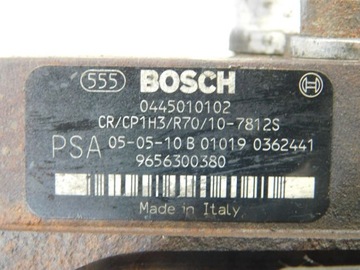 555 BOSCH
0445010102
CR/CP1H3/R70/10-7812S
PSA 05-05-10 B 01019 0362441
9656300380
Made in Italy